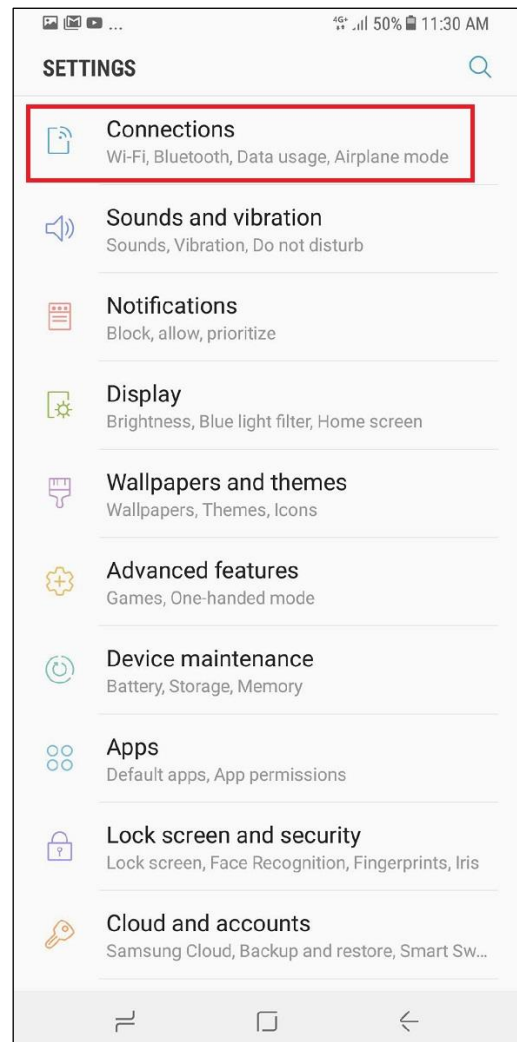 ... 4G+ 50% 11:30 AM
SETTINGS
Connections
Wi-Fi, Bluetooth, Data usage, Airplane mode
Sounds and vibration
Sounds, Vibration, Do not disturb
Notifications
Block, allow, prioritize
Display
Brightness, Blue light filter, Home screen
Wallpapers and themes
Wallpapers, Themes, Icons
Advanced features
Games, One-handed mode
Device maintenance
Battery, Storage, Memory
Apps
Default apps, App permissions
Lock screen and security
Lock screen, Face Recognition, Fingerprints, Iris
Cloud and accounts
Samsung Cloud, Backup and restore, Smart Sw...